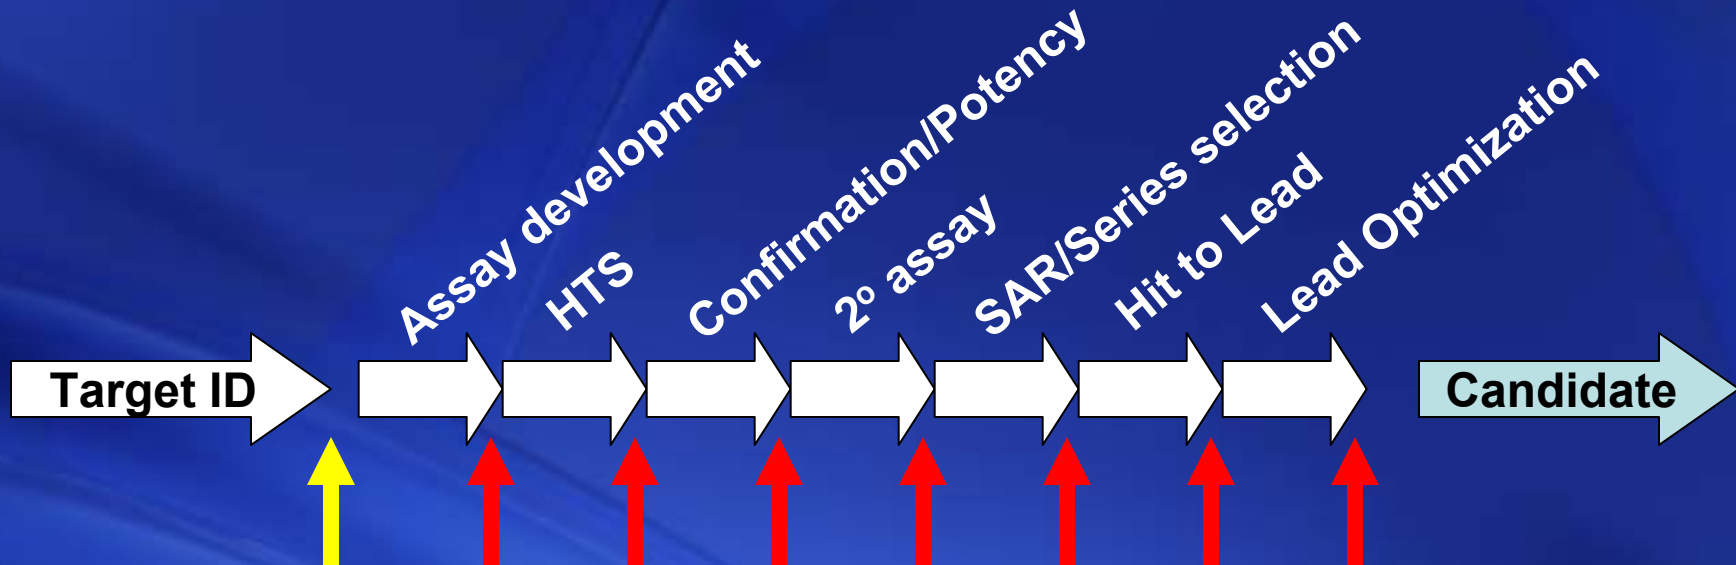 Target ID
Assay development
HTS
Confirmation/Potency
2º assay
SAR/Series selection
Hit to Lead
Lead Optimization
Candidate